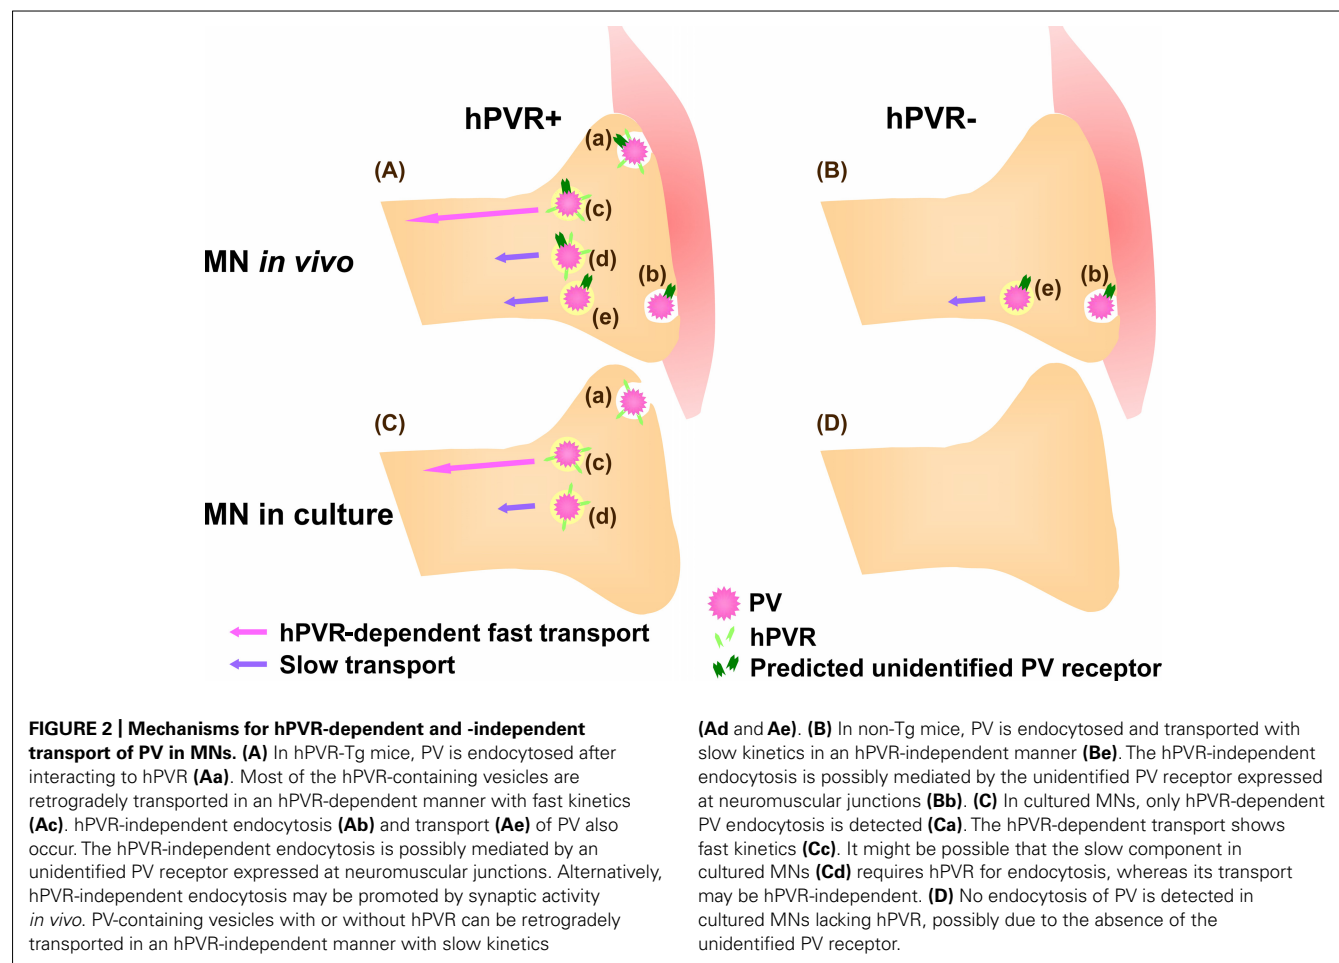 hPVR+
hPVR-
(A)
(a)
(c)
(d)
(b)
(e)
MN in vivo
(B)
(e)
(b)
(C)
(a)
(c)
(d)
MN in culture
(D)
hPVR-dependent fast transport
Slow transport
PV
hPVR
Predicted unidentified PV receptor
FIGURE 2 | Mechanisms for hPVR-dependent and -independent
transport of PV in MNs. (A) In hPVR-Tg mice, PV is endocytosed after
interacting to hPVR (Aa). Most of the hPVR-containing vesicles are
retrogradely transported in an hPVR-dependent manner with fast kinetics
(Ac). hPVR-independent endocytosis (Ab) and transport (Ae) of PV also
occur. The hPVR-independent endocytosis is possibly mediated by an
unidentified PV receptor expressed at neuromuscular junctions. Alternatively,
hPVR-independent endocytosis may be promoted by synaptic activity
in vivo. PV-containing vesicles with or without hPVR can be retrogradely
transported in an hPVR-independent manner with slow kinetics
(Ad and Ae). (B) In non-Tg mice, PV is endocytosed and transported with
slow kinetics in an hPVR-independent manner (Be). The hPVR-independent
endocytosis is possibly mediated by the unidentified PV receptor expressed
at neuromuscular junctions (Bb). (C) In cultured MNs, only hPVR-dependent
PV endocytosis is detected (Ca). The hPVR-dependent transport shows
fast kinetics (Cc). It might be possible that the slow component in
cultured MNs (Cd) requires hPVR for endocytosis, whereas its transport
may be hPVR-independent. (D) No endocytosis of PV is detected in
cultured MNs lacking hPVR, possibly due to the absence of the
unidentified PV receptor.